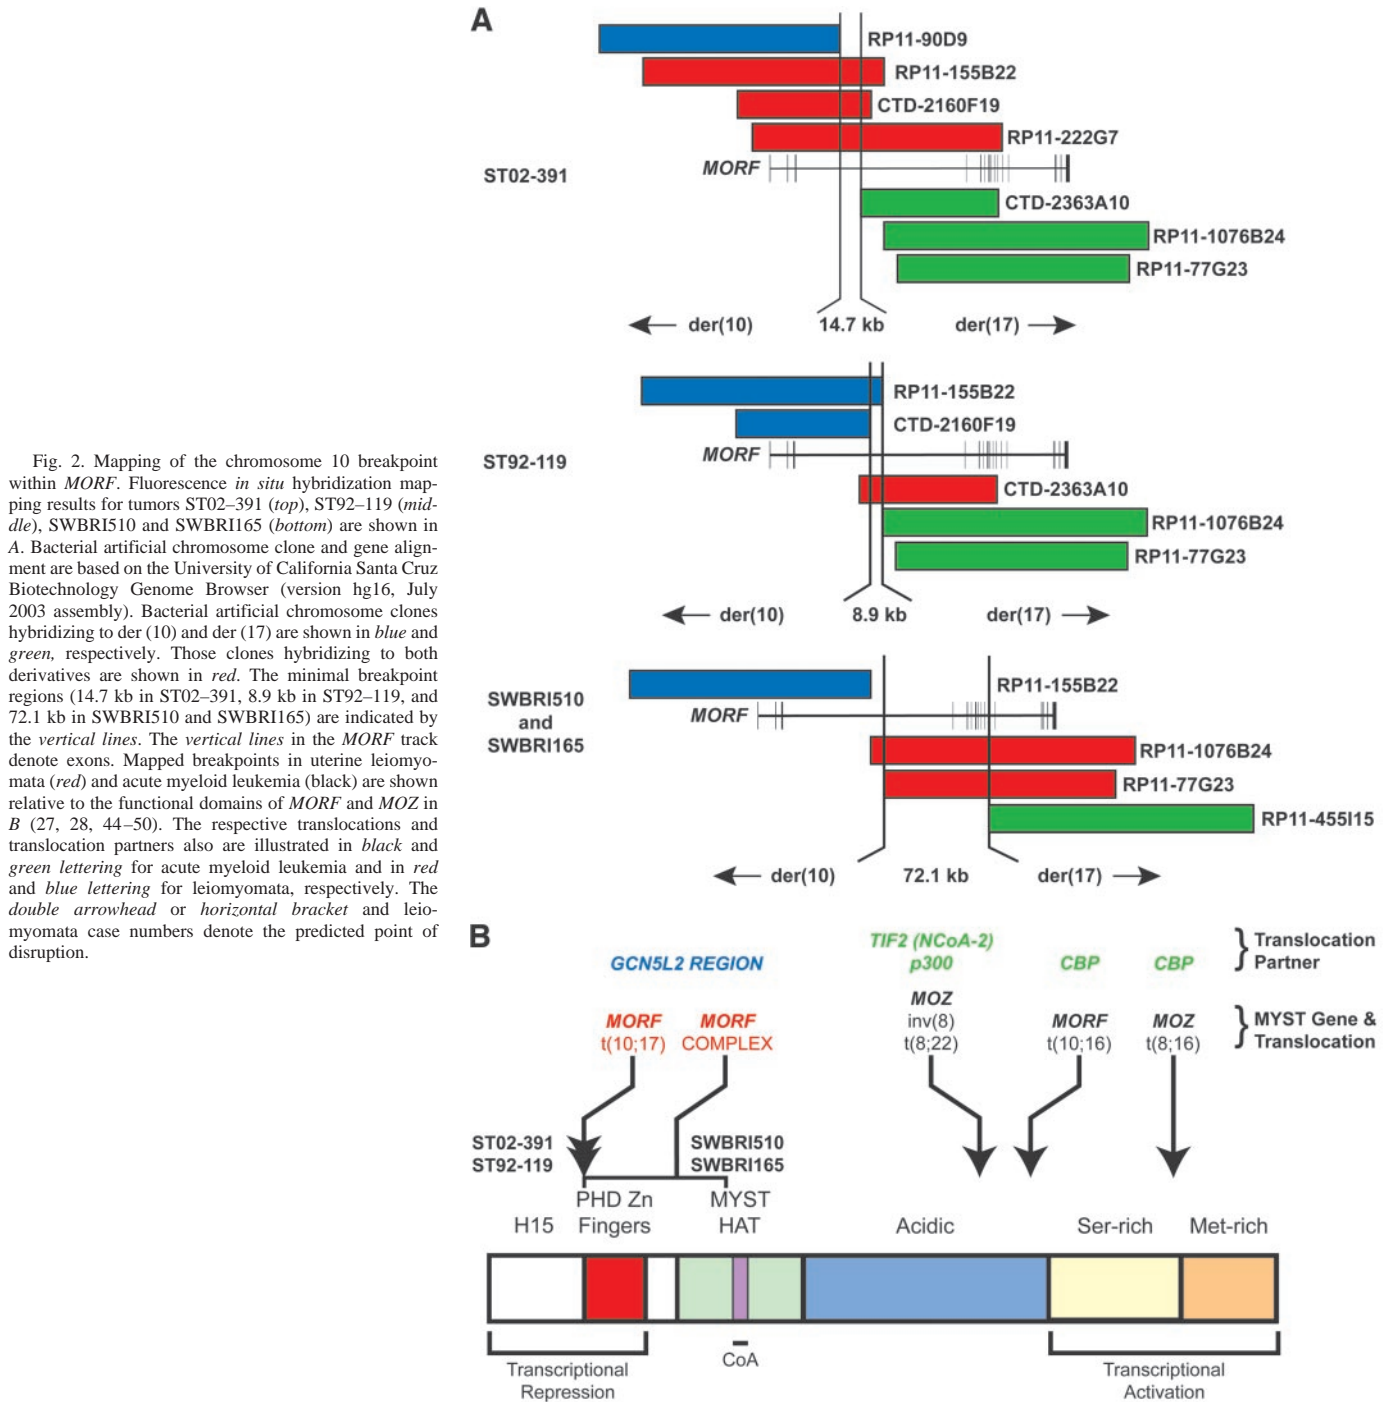 A
RP11-90D9
RP11-155B22
CTD-2160F19
RP11-222G7
MORF
ST02-391
CTD-2363A10
RP11-1076B24
RP11-77G23
der(10)
14.7 kb
der(17)
RP11-155B22
CTD-2160F19
MORF
ST92-119
CTD-2363A10
RP11-1076B24
RP11-77G23
der(10)
8.9 kb
der(17)
RP11-155B22
SWBRI510
and
SWBRI165
MORF
RP11-1076B24
RP11-77G23
RP11-455I15
der(10)
72.1 kb
der(17)
Fig. 2. Mapping of the chromosome 10 breakpoint
within MORF. Fluorescence in situ hybridization map-
ping results for tumors ST02–391 (top), ST92–119 (mid-
dle), SWBRI510 and SWBRI165 (bottom) are shown in
A. Bacterial artificial chromosome clone and gene align-
ment are based on the University of California Santa Cruz
Biotechnology Genome Browser (version hg16, July
2003 assembly). Bacterial artificial chromosome clones
hybridizing to der (10) and der (17) are shown in blue and
green, respectively. Those clones hybridizing to both
derivatives are shown in red. The minimal breakpoint
regions (14.7 kb in ST02–391, 8.9 kb in ST92–119, and
72.1 kb in SWBRI510 and SWBRI165) are indicated by
the vertical lines. The vertical lines in the MORF track
denote exons. Mapped breakpoints in uterine leiomyo-
mata (red) and acute myeloid leukemia (black) are shown
relative to the functional domains of MORF and MOZ in
B (27, 28, 44–50). The respective translocations and
translocation partners also are illustrated in black and
green lettering for acute myeloid leukemia and in red
and blue lettering for leiomyomata, respectively. The
double arrowhead or horizontal bracket and leio-
myomata case numbers denote the predicted point of
disruption.
B
GCN5L2 REGION
TIF2 (NCoA-2)
p300
CBP
CBP
} Translocation
Partner
MORF
t(10;17)
MORF
COMPLEX
MOZ
inv(8)
t(8;22)
MORF
t(10;16)
MOZ
t(8;16)
} MYST Gene &
Translocation
ST02-391
ST92-119
SWBRI510
SWBRI165
H15
PHD Zn
Fingers
MYST
HAT
Acidic
Ser-rich
Met-rich
CoA
Transcriptional
Repression
Transcriptional
Activation